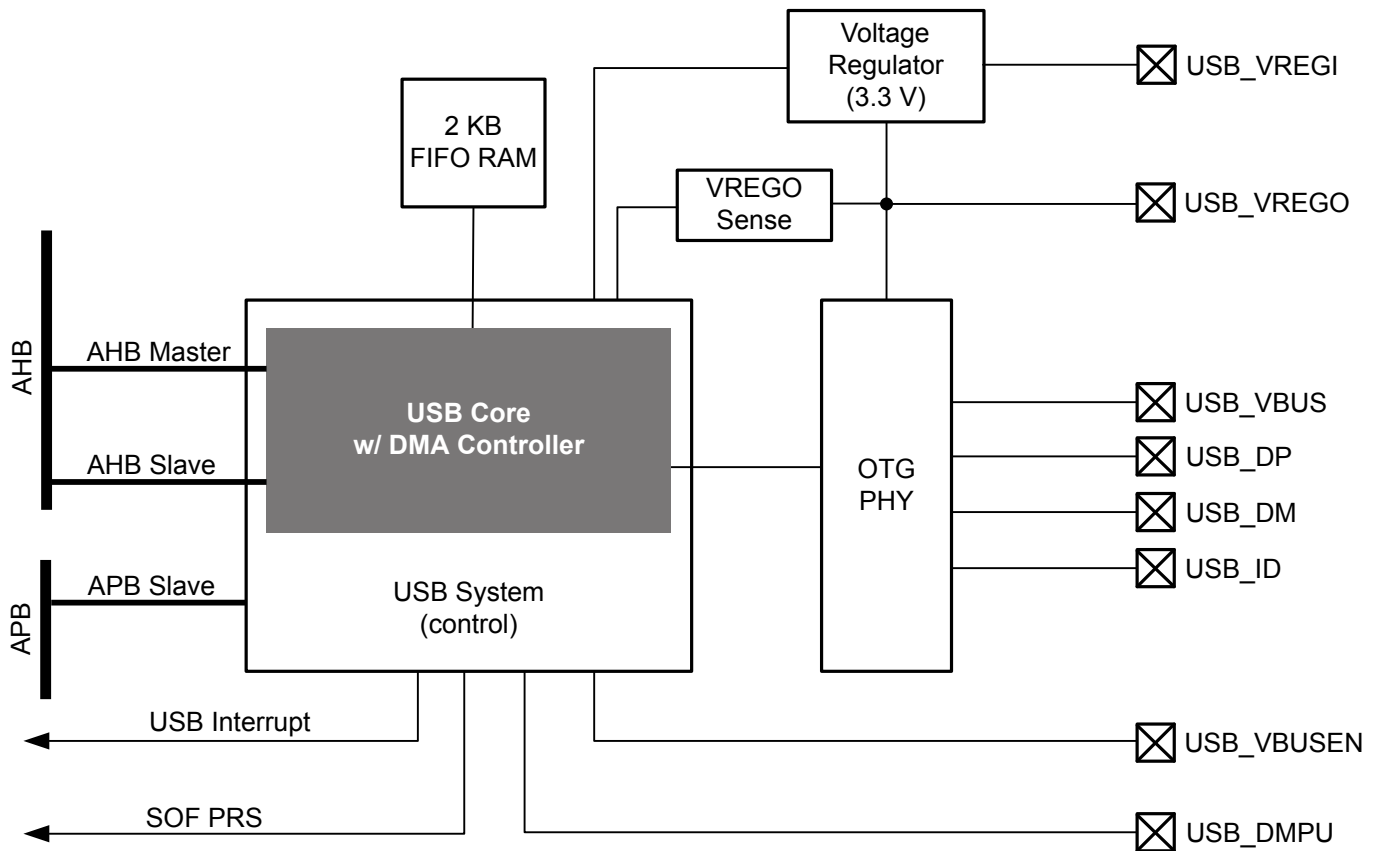 Voltage
Regulator
(3.3 V)
USB_VREGI
2 KB
FIFO RAM
VREGO
Sense
USB_VREGO
AHB
AHB Master
AHB Slave
USB Core
w/ DMA Controller
OTG
PHY
USB_VBUS
USB_DP
USB_DM
USB_ID
APB
APB Slave
USB System
(control)
USB Interrupt
USB_VBUSEN
SOF PRS
USB_DMPU